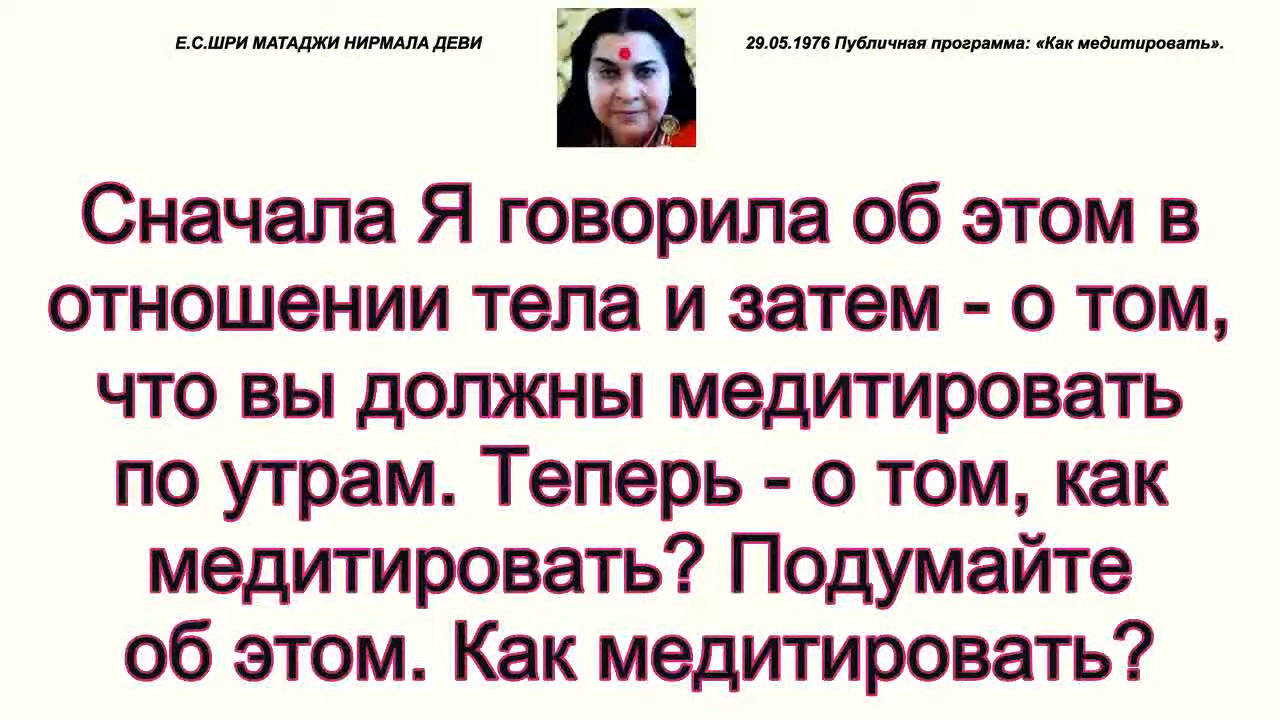 Е.С.ШРИ МАТАДЖИ НИРМАЛА ДЕВИ
29.05.1976 Публичная программа: «Как медитировать».
Сначала Я говорила об этом в
отношении тела и затем - о том,
что вы должны медитировать
по утрам. Теперь - о том, как
медитировать? Подумайте
об этом. Как медитировать?